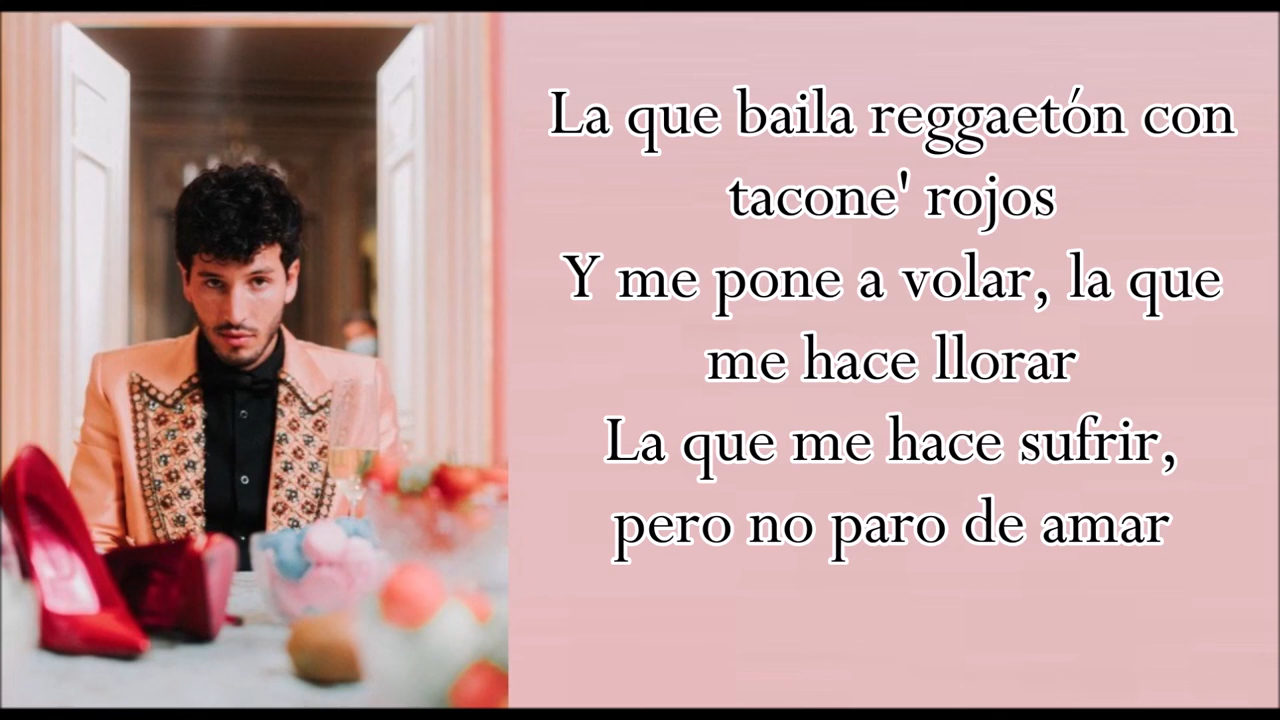 La que baila reggaetón con
tacone' rojos
Y me pone a volar, la que
me hace llorar
La que me hace sufrir,
pero no paro de amar